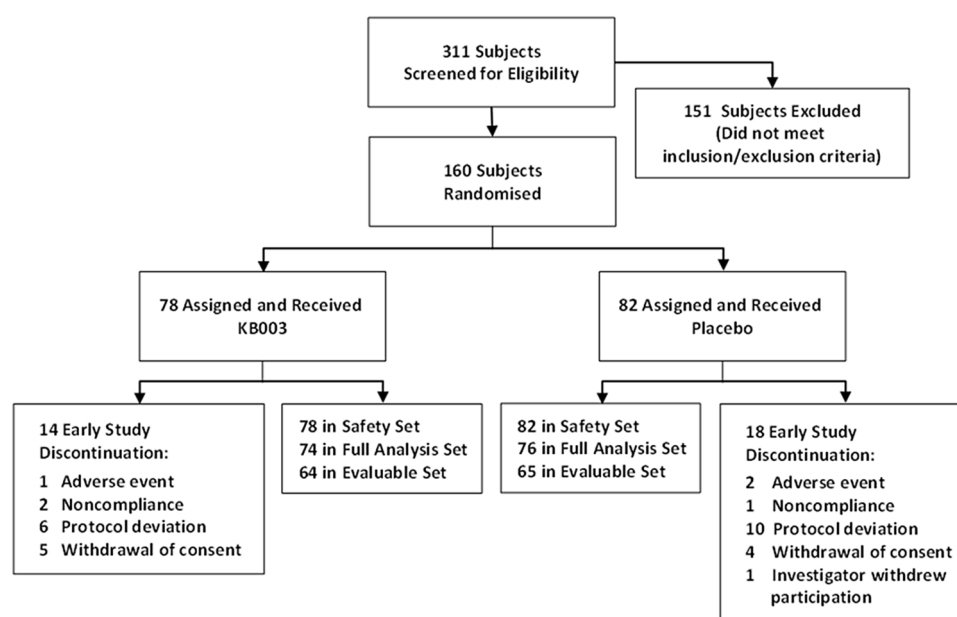 311 Subjects
Screened for Eligibility
151 Subjects Excluded
(Did not meet
inclusion/exclusion criteria)
160 Subjects
Randomised
78 Assigned and Received
KB003
82 Assigned and Received
Placebo
14 Early Study
Discontinuation:
1 Adverse event
2 Noncompliance
6 Protocol deviation
5 Withdrawal of consent
78 in Safety Set
74 in Full Analysis Set
64 in Evaluable Set
82 in Safety Set
76 in Full Analysis Set
65 in Evaluable Set
18 Early Study
Discontinuation:
2 Adverse event
1 Noncompliance
10 Protocol deviation
4 Withdrawal of consent
1 Investigator withdrew
participation